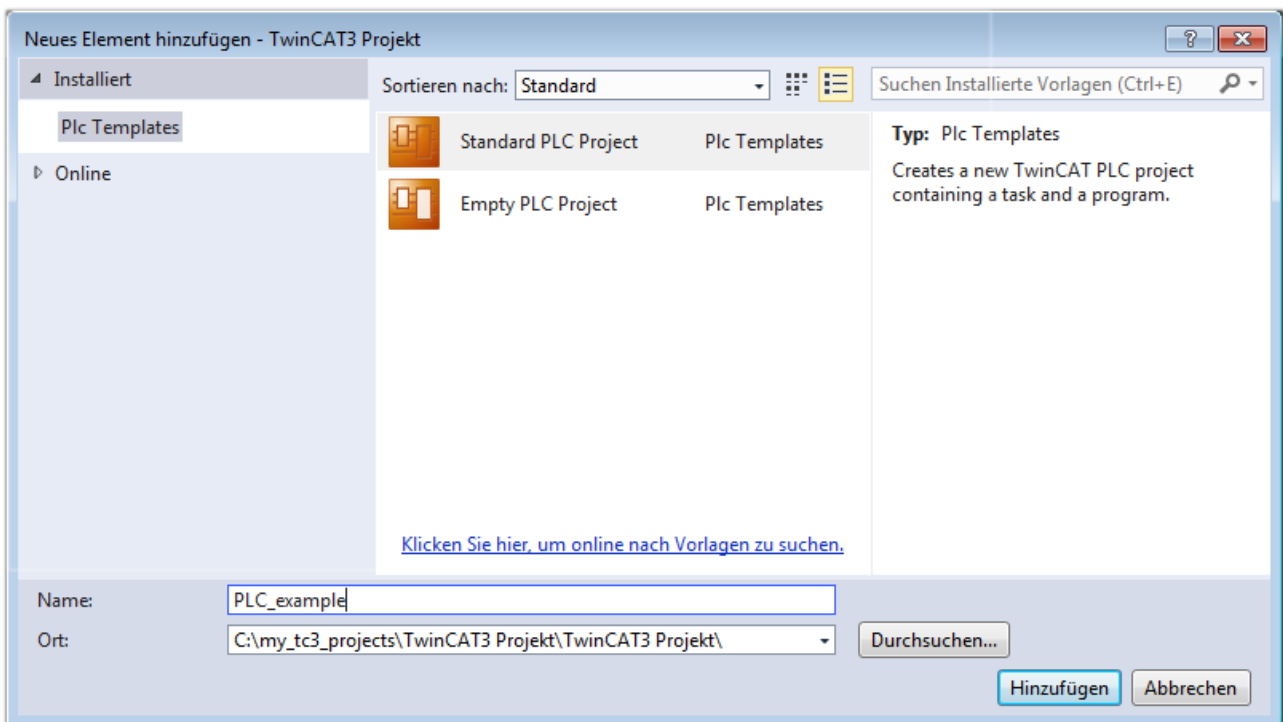 Neues Element hinzufügen - TwinCAT3 Projekt
Installiert
Plc Templates
Online
Sortieren nach: Standard
Suchen Installierte Vorlagen (Ctrl+E)
Standard PLC Project Plc Templates
Empty PLC Project Plc Templates
Typ: Plc Templates
Creates a new TwinCAT PLC project
containing a task and a program.
Klicken Sie hier, um online nach Vorlagen zu suchen.
Name: PLC_example
Ort: C:\my_tc3_projects\TwinCAT3 Projekt\TwinCAT3 Projekt\ Durchsuchen...
Hinzufügen Abbrechen